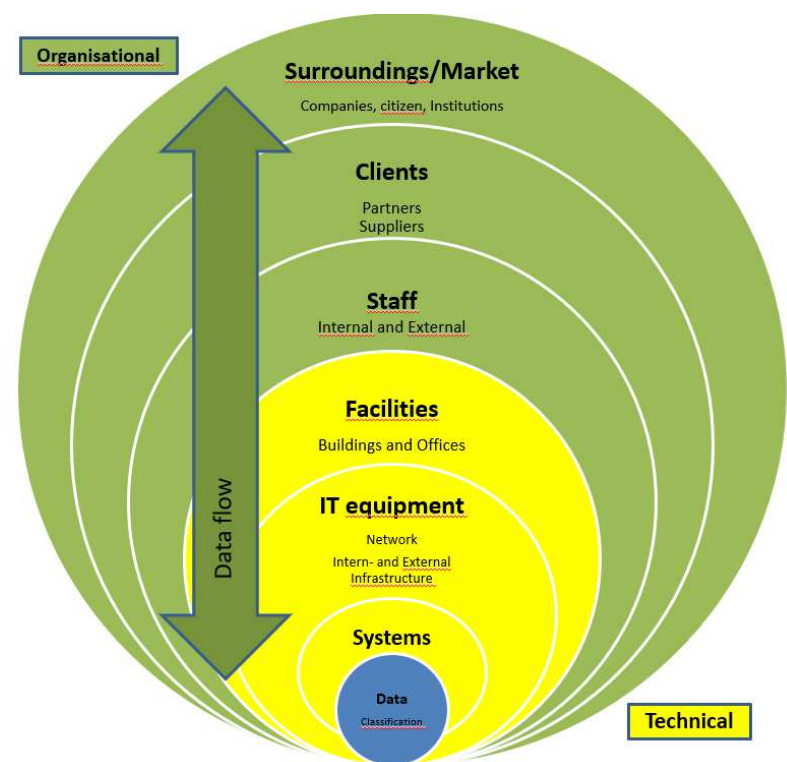 Organisational
Surroundings/Market
Companies, citizen, Institutions
Clients
Partners
Suppliers
Staff
Internal and External
Facilities
Buildings and Offices
IT equipment
Network
Intern- and External
Infrastructure
Systems
Data
Classification
Data flow
Technical